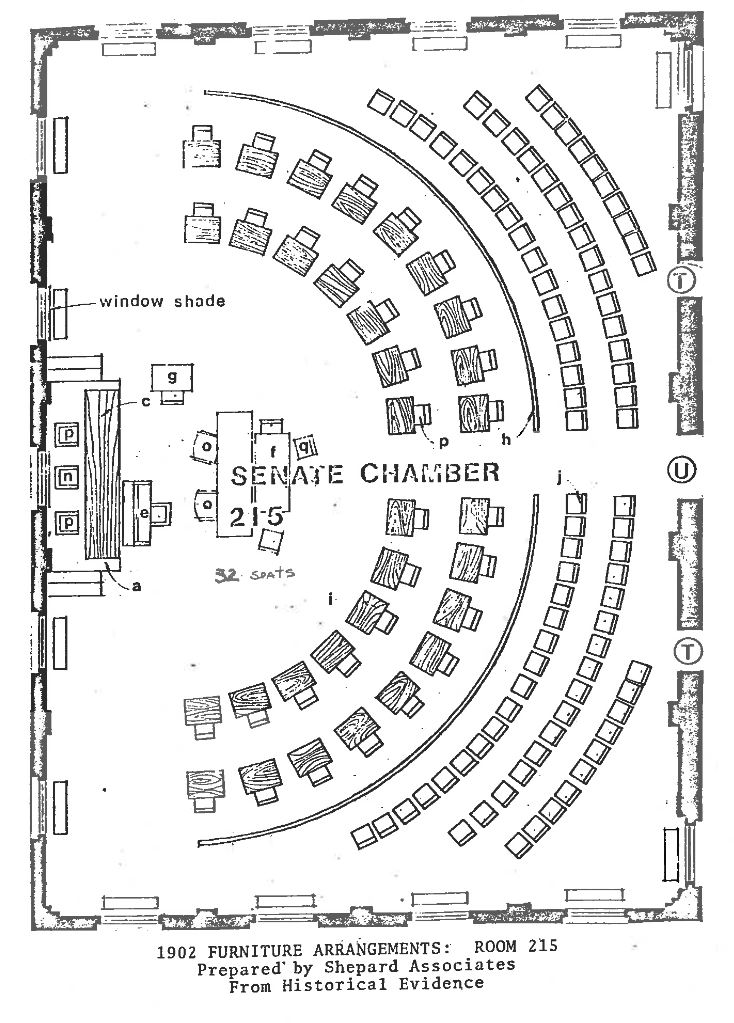 T
window shade
g
c
p
o
f
q
p
h
n
SENATE CHAMBER
j
U
p
e
o
215
32 SEATS
a
i
T
1902 FURNITURE ARRANGEMENTS: ROOM 215
Prepared by Shepard Associates
From Historical Evidence